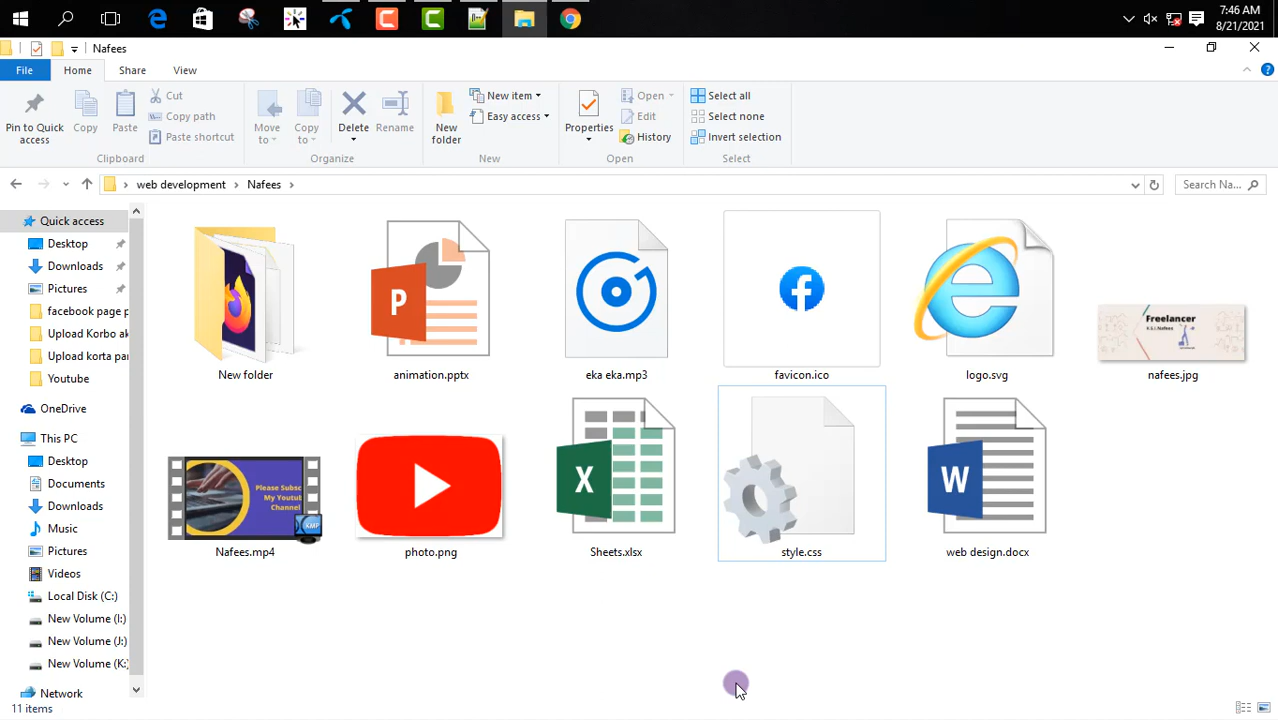 7:46 AM
8/21/2021
Nafees
File
Home
Share
View
Pin to Quick access
Copy
Paste
Cut
Copy path
Paste shortcut
Clipboard
Move to
Copy to
Delete
Rename
Organize
New folder
New item
Easy access
New
Properties
Open
Edit
History
Open
Select all
Select none
Invert selection
Select
web development
Nafees
Search Na...
Quick access
Desktop
Downloads
Pictures
facebook page p
Upload Korbo ak
Upload korta par
Youtube
OneDrive
This PC
Desktop
Documents
Downloads
Music
Pictures
Videos
Local Disk (C:)
New Volume (I:)
New Volume (J:)
New Volume (K:)
Network
New folder
P
animation.pptx
eka eka.mp3
favicon.ico
logo.svg
Freelancer
nafees.jpg
Please Subsc
My Youtub
Channel
XMP
Nafees.mp4
photo.png
X
Sheets.xlsx
style.css
W
web design.docx
11 items